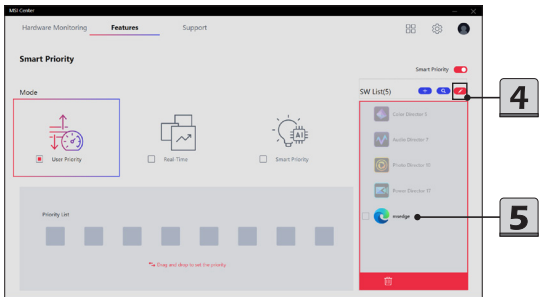 MSI Center
Hardware Monitoring Features Support
Smart Priority
Smart Priority
Mode
SW List(5)
4
Color Director 5
Audio Director 9
Photo Director 10
Power Director 17
User Priority
Real-Time
Smart Priority
msedge
5
Priority List
Drag and drop to set the priority